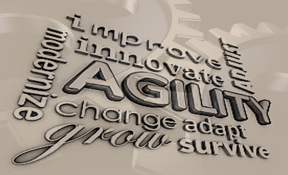 improve
innovate
modernize
AGILITY
change adapt
grow survive